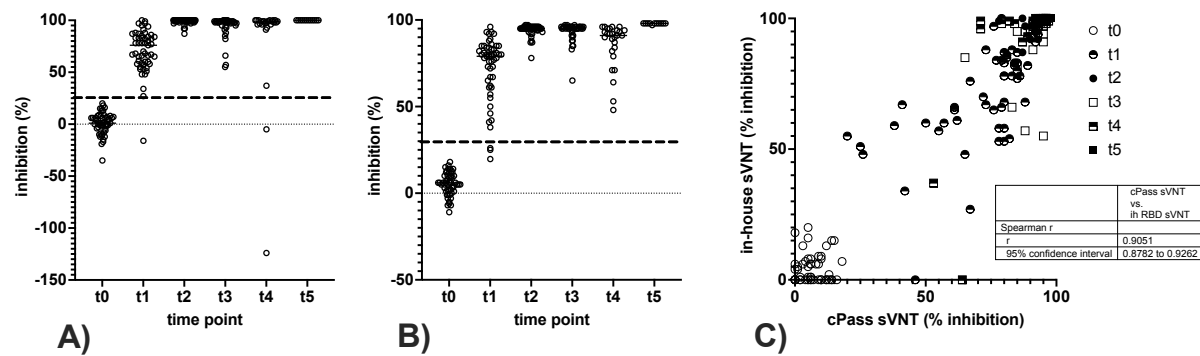 100
50
0
-50
-100
-150
inhibition (%)
t0 t1 t2 t3 t4 t5
time point
A)
100
50
0
-50
inhibition (%)
t0 t1 t2 t3 t4 t5
time point
B)
100
50
0
in-house sVNT (% inhibition)
0 50 100
cPass sVNT (% inhibition)
C)
t0
t1
t2
t3
t4
t5
cPass sVNT
vs.
ih RBD sVNT
Spearman r
r 0.9051
95% confidence interval 0.8782 to 0.9262